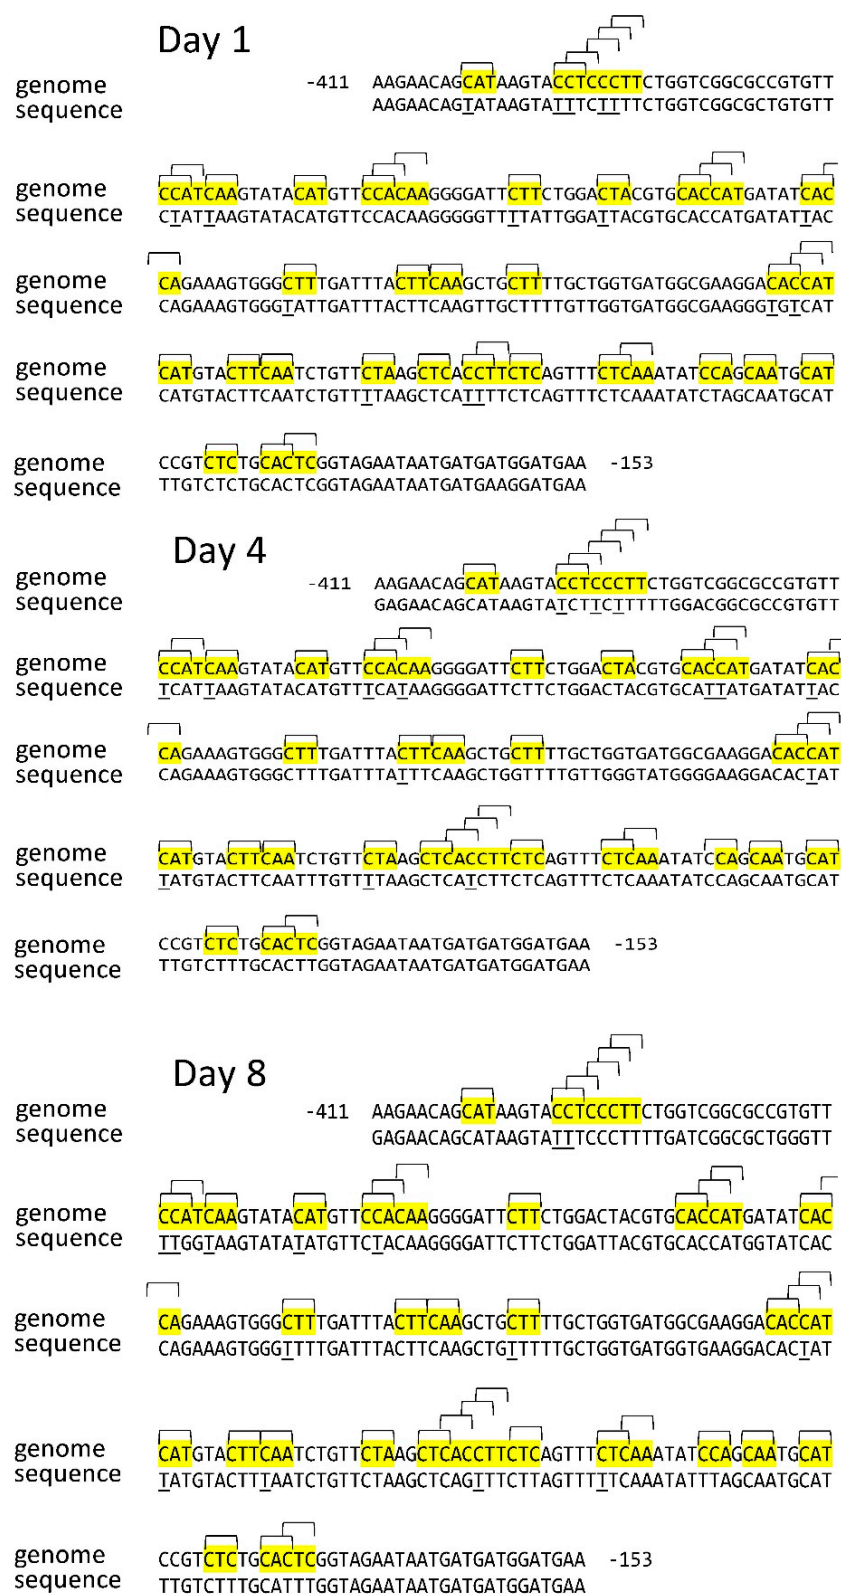 Day 1
genome -411 AAGAACAGCATAAGTACCTCCCTTCTGGTCGGCGCCGTGTT
sequence AAGAACAGTATAAGTATTTCTTTTCTGGTCGGCGCTGTGTT
genome CCATCAAGTATACATGTTCCACAAGGGGATTCTTCTGGACTACGTGCACCATGATATCAC
sequence CTATTAAGTATACATGTTCCACAAGGGGGTTTTATTGGATTACGTGCACCATGATATTAC
genome CAGAAAGTGGGCTTTGATTTACTTCAAGCTGCTTTTGCTGGTGATGGCGAAGGACACCAT
sequence CAGAAAGTGGGTATTGATTTACTTCAAGTTGCTTTTGTTGGTGATGGCGAAGGGTGTCAT
genome CATGTACTTCAATCTGTTCTAAGCTCACCTTCTCAGTTTCTCAAATATCCAGCAATGCAT
sequence CATGTACTTCAATCTGTTTTAAGCTCATTTTCTCAGTTTCTCAAATATCTAGCAATGCAT
genome CCGTCTCTGCACTCGGTAGAATAATGATGATGGATGAA -153
sequence TTGTCTCTGCACTCGGTAGAATAATGATGAAGGATGAA
Day 4
genome -411 AAGAACAGCATAAGTACCTCCCTTCTGGTCGGCGCCGTGTT
sequence GAGAACAGCATAAGTATCTTCTTTTTGGACGGCGCCGTGTT
genome CCATCAAGTATACATGTTCCACAAGGGGATTCTTCTGGACTACGTGCACCATGATATCAC
sequence TCATTAAGTATACATGTTTCATAAGGGGATTCTTCTGGACTACGTGCATTATGATATTAC
genome CAGAAAGTGGGCTTTGATTTACTTCAAGCTGCTTTTGCTGGTGATGGCGAAGGACACCAT
sequence CAGAAAGTGGGCTTTGATTTATTTCAAGCTGGTTTTGTTGGGTATGGGGAAGGACACTAT
genome CATGTACTTCAATCTGTTCTAAGCTCACCTTCTCAGTTTCTCAAATATCCAGCAATGCAT
sequence TATGTACTTCAATTTGTTTTAAGCTCATCTTCTCAGTTTCTCAAATATCCAGCAATGCAT
genome CCGTCTCTGCACTCGGTAGAATAATGATGATGGATGAA -153
sequence TTGTCTTTGCACTTGGTAGAATAATGATGATGGATGAA
Day 8
genome -411 AAGAACAGCATAAGTACCTCCCTTCTGGTCGGCGCCGTGTT
sequence GAGAACAGCATAAGTATTTCCCTTTTGATCGGCGCTGGGTT
genome CCATCAAGTATACATGTTCCACAAGGGGATTCTTCTGGACTACGTGCACCATGATATCAC
sequence TTGGTAAGTATATATGTTCTACAAGGGGATTCTTCTGGATTACGTGCACCATGGTATCAC
genome CAGAAAGTGGGCTTTGATTTACTTCAAGCTGCTTTTGCTGGTGATGGCGAAGGACACCAT
sequence CAGAAAGTGGGTTTTGATTTACTTCAAGCTGTTTTTGCTGGTGATGGTGAAGGACACTAT
genome CATGTACTTCAATCTGTTCTAAGCTCACCTTCTCAGTTTCTCAAATATCCAGCAATGCAT
sequence TATGTACTTTAATCTGTTCTAAGCTCAGTTTCTTAGTTTTTCAAATATTTAGCAATGCAT
genome CCGTCTCTGCACTCGGTAGAATAATGATGATGGATGAA -153
sequence TTGTCTTTGCATTTGGTAGAATAATGATGATGGATGAA